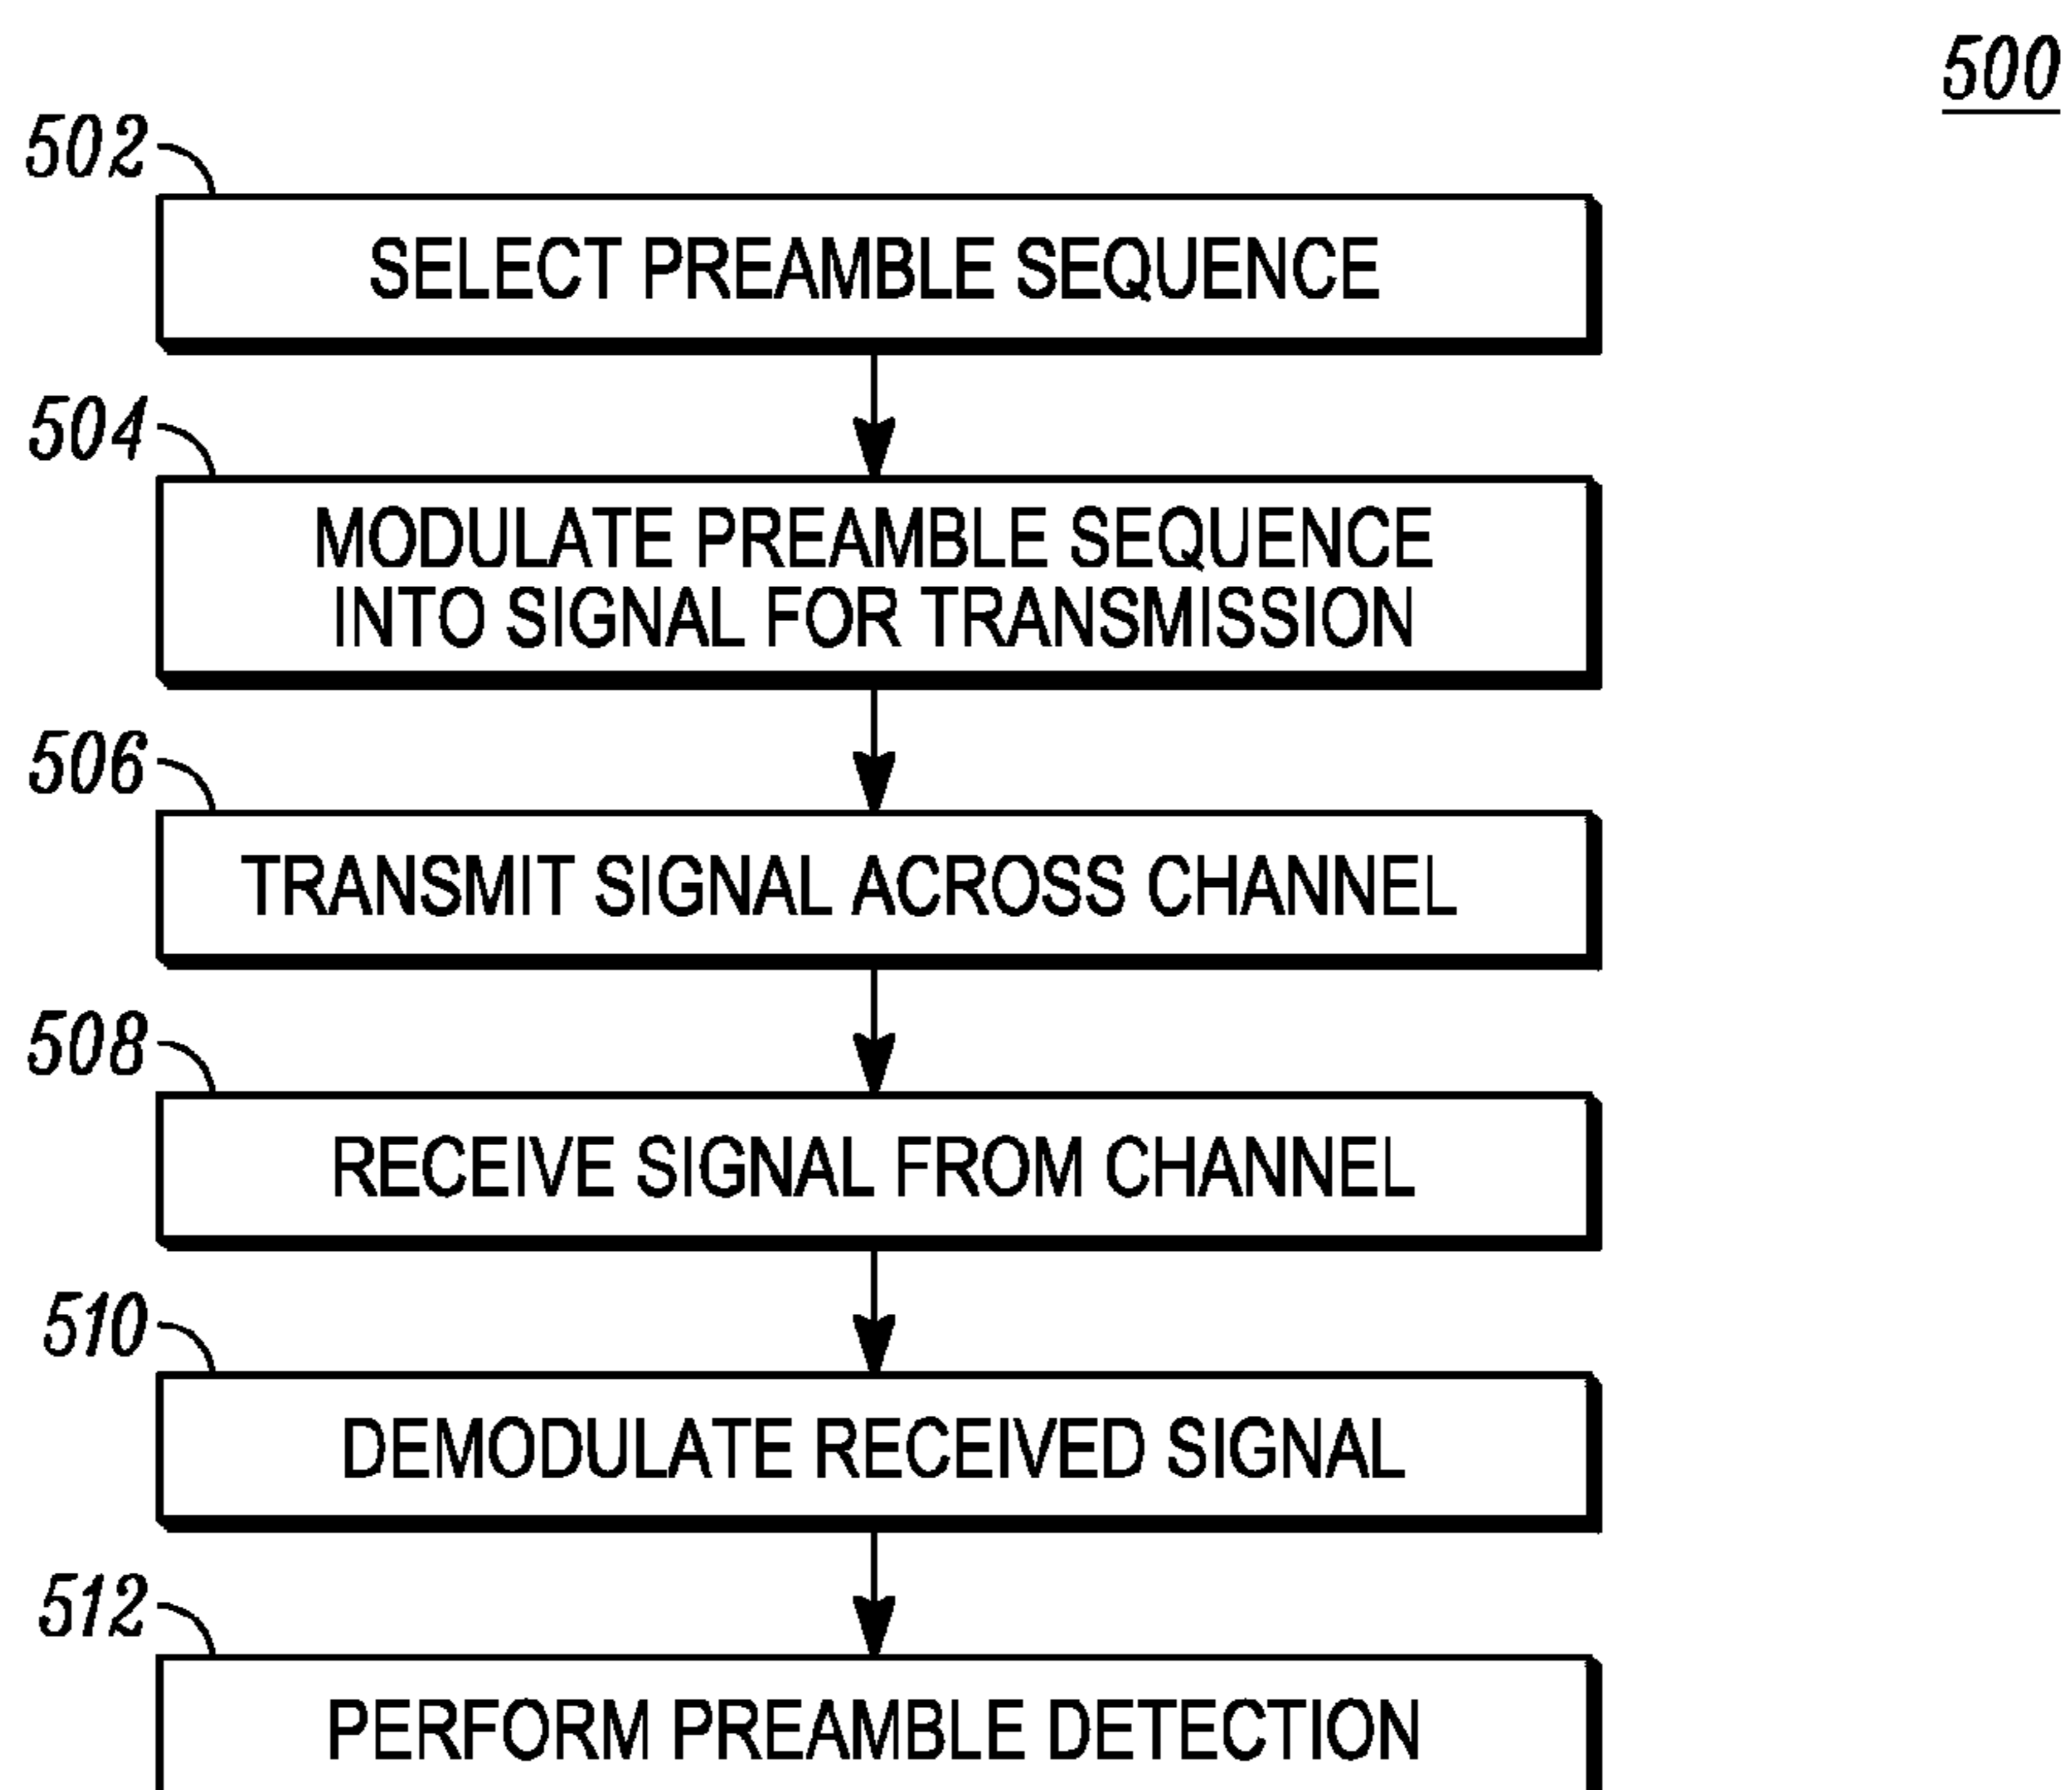 500
502
SELECT PREAMBLE SEQUENCE
504
MODULATE PREAMBLE SEQUENCE
INTO SIGNAL FOR TRANSMISSION
506
TRANSMIT SIGNAL ACROSS CHANNEL
508
RECEIVE SIGNAL FROM CHANNEL
510
DEMODULATE RECEIVED SIGNAL
512
PERFORM PREAMBLE DETECTION